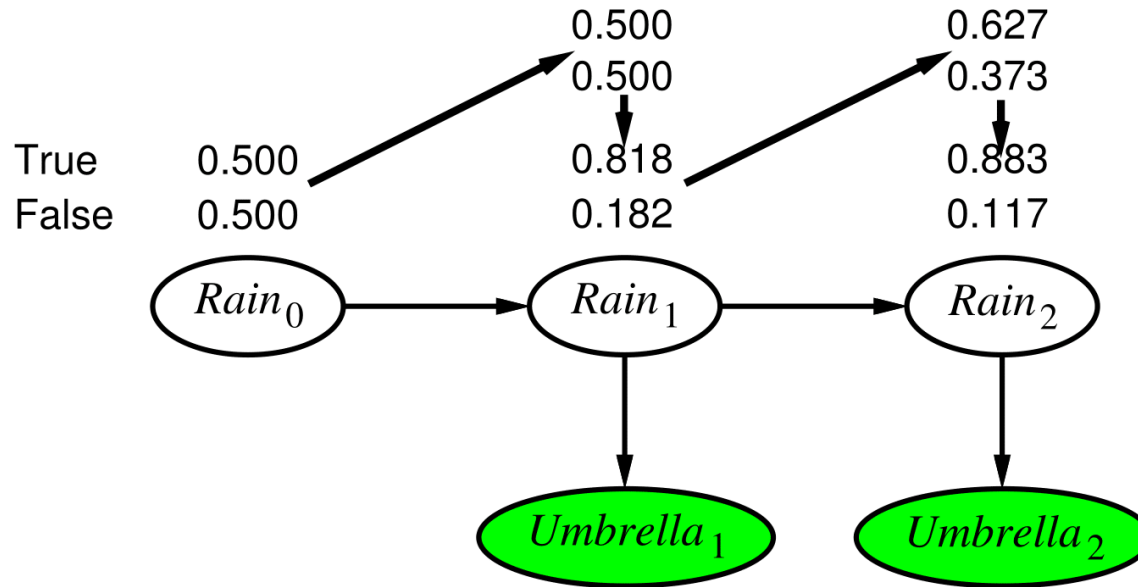 0.500 0.627
0.500 0.373
True 0.500 0.818 0.883
False 0.500 0.182 0.117
Rain0 Rain1 Rain2
Umbrella1 Umbrella2